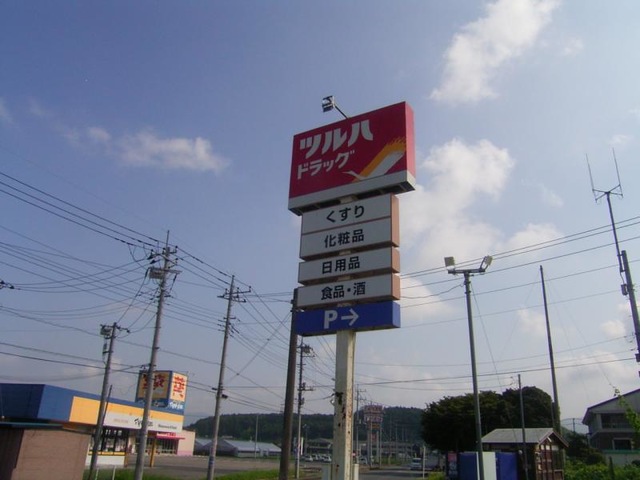 ツルハ
ドラッグ
くすり
化粧品
日用品
食品・酒
P→